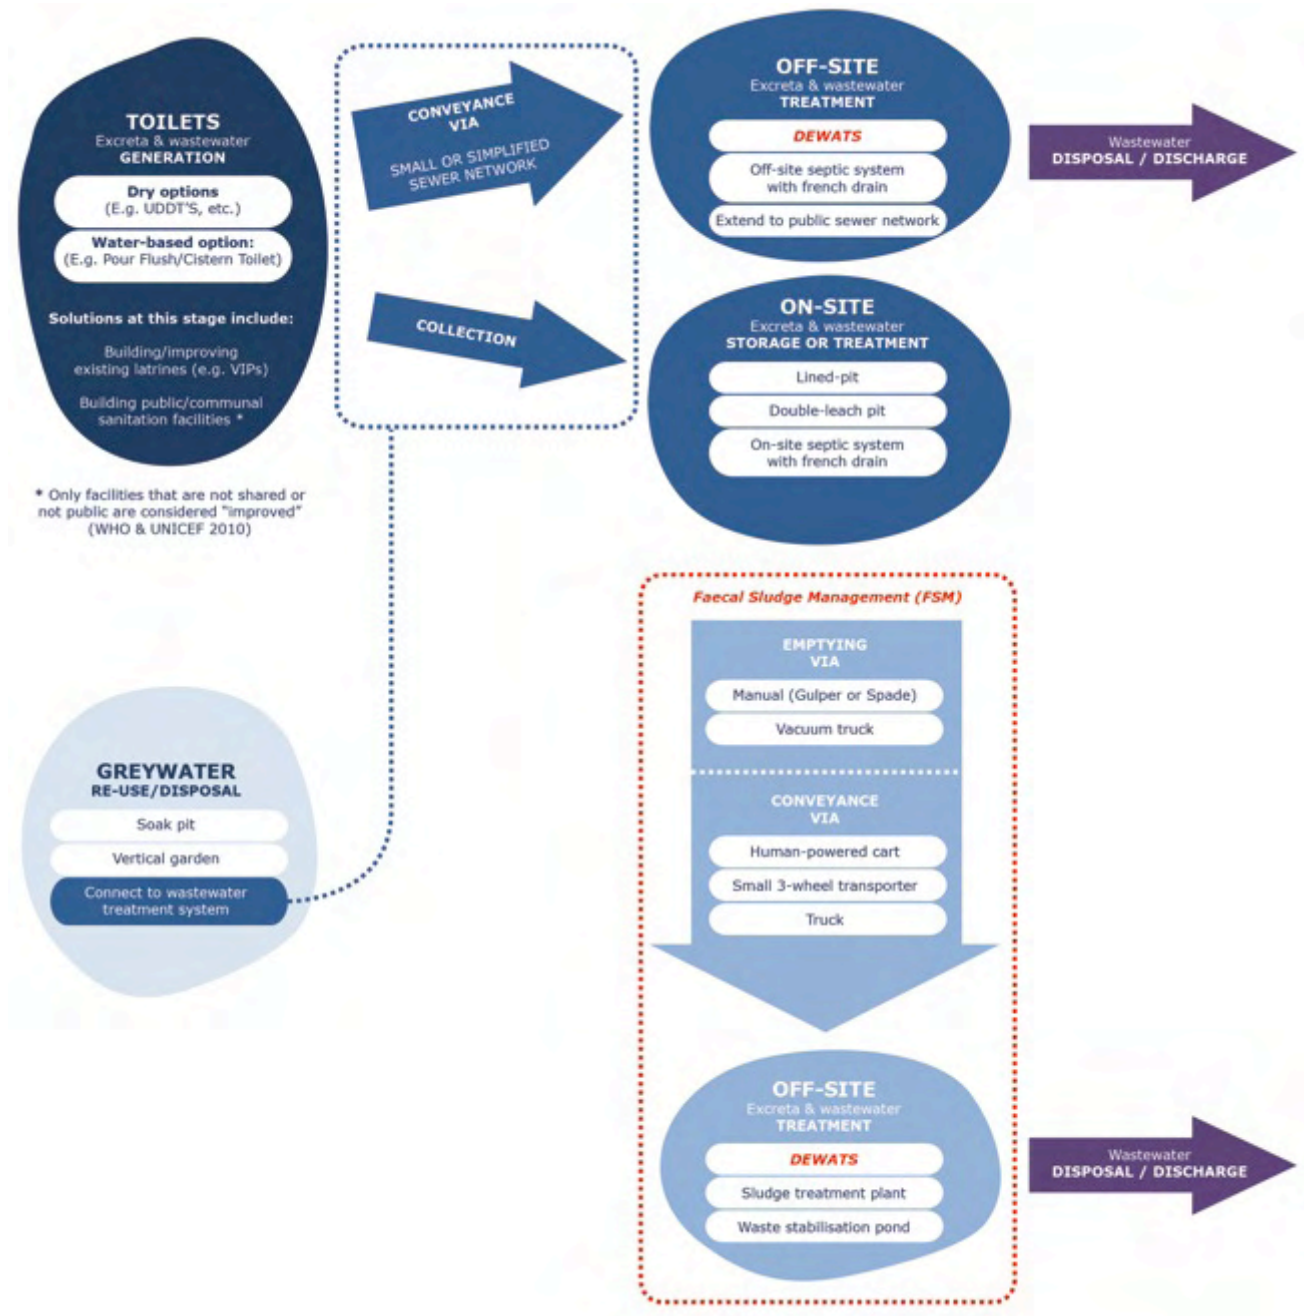 TOILETS
Excreta & wastewater
GENERATION
Dry options
(E.g. UDDT'S, etc.)
Water-based option:
(E.g. Pour Flush/Cistern Toilet)
Solutions at this stage include:
Building/improving
existing latrines (e.g. VIPs)
Building public/communal
sanitation facilities *
* Only facilities that are not shared or
not public are considered "improved"
(WHO & UNICEF 2010)
CONVEYANCE
VIA
SMALL OR SIMPLIFIED
SEWER NETWORK
COLLECTION
OFF-SITE
Excreta & wastewater
TREATMENT
DEWATS
Off-site septic system
with french drain
Extend to public sewer network
Wastewater
DISPOSAL / DISCHARGE
ON-SITE
Excreta & wastewater
STORAGE OR TREATMENT
Lined-pit
Double-leach pit
On-site septic system
with french drain
GREYWATER
RE-USE/DISPOSAL
Soak pit
Vertical garden
Connect to wastewater
treatment system
Faecal Sludge Management (FSM)
EMPTYING
VIA
Manual (Gulper or Spade)
Vacuum truck
CONVEYANCE
VIA
Human-powered cart
Small 3-wheel transporter
Truck
OFF-SITE
Excreta & wastewater
TREATMENT
DEWATS
Sludge treatment plant
Waste stabilisation pond
Wastewater
DISPOSAL / DISCHARGE